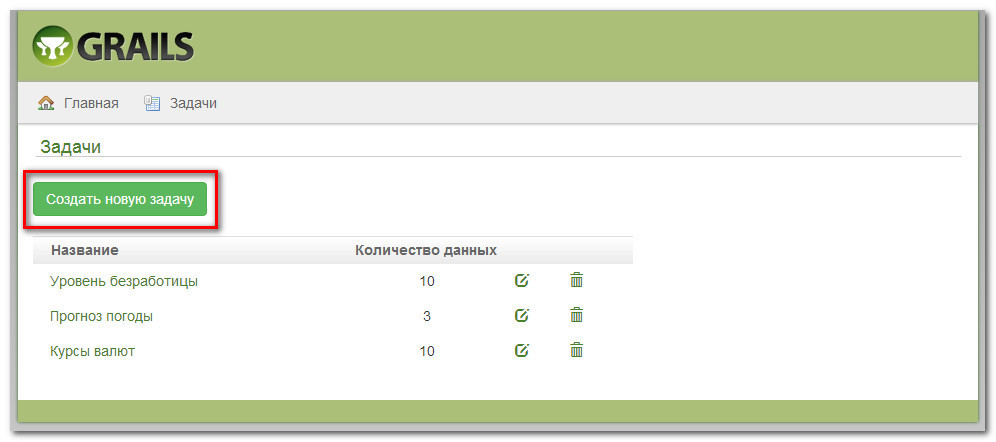 GRAILS
Главная Задачи
Задачи
Создать новую задачу
Название Количество данных
Уровень безработицы 10
Прогноз погоды 3
Курсы валют 10